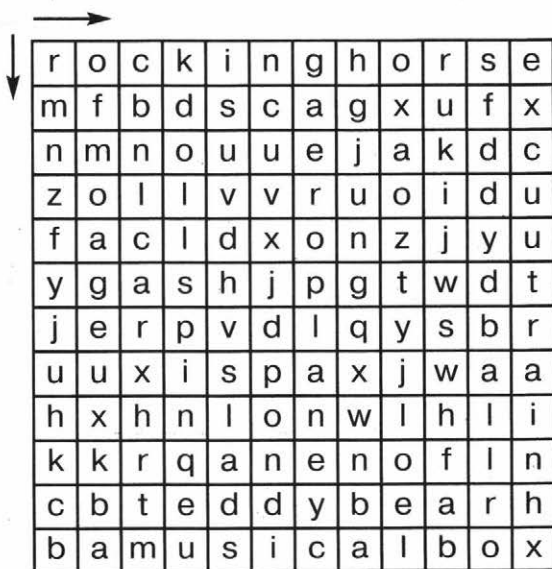 r o c k i n g h o r s e
m f b d s c a g x u f x
n m n o u u e j a k d c
z o l l v v r u o i d u
f a c l d x o n z j y u
y g a s h j p g t w d t
j e r p v d l q y s b r
u u x i s p a x j w a a
h x h n l o n w l h l i
k k r q a n e n o f l n
c b t e d d y b e a r h
b a m u s i c a l b o x